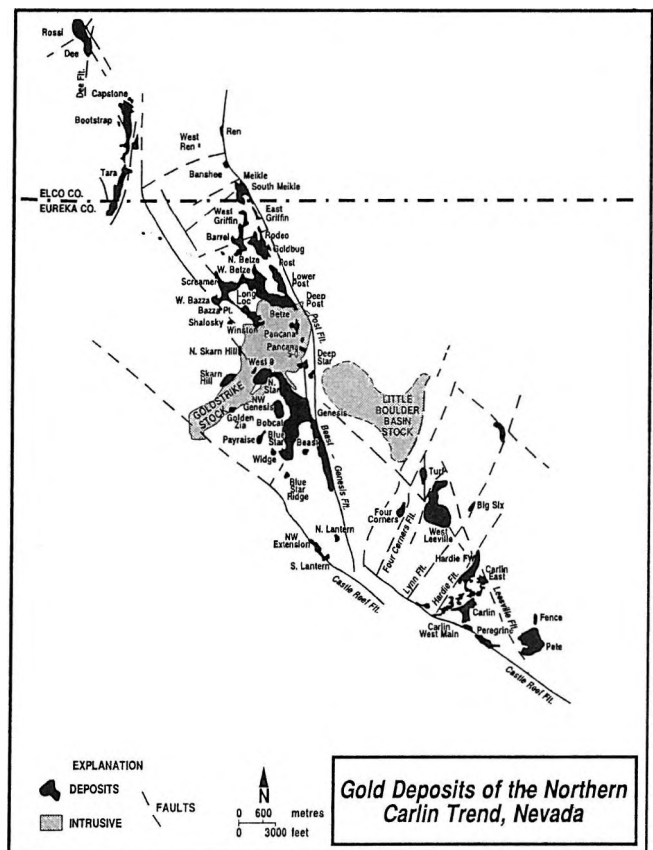 Rossi
Dee
Dee Flt.
Capstone
Bootstrap
Tara
West
Ren
Ren
Banshee
Meikle
South Meikle
ELCO CO.
EUREKA CO.
West
Griffin
East
Griffin
Barrel
Rodeo
Goldbug
N. Betze
Post
W. Betze
Screamer
Long
Loc
Lower
Post
W. Bazza
Deep
Post
Bazza Pt.
Betze
Post Flt.
Shalosky
Winston
Pancana
Pancana
N. Skarn Hill
Deep
Star
West 9
Skarn
Hill
N.
Star
GOLDSTRIKE
STOCK
NW
Genesis
LITTLE
BOULDER
BASIN
STOCK
Golden
Zia
Bobcat
Genesis
Payraise
Blue
Star
Beast
Beast
Widge
Genesis Flt.
Turf
Blue
Star
Ridge
Four
Corners
Big Six
West
Leeville
N. Lantern
Four Corners Flt.
NW
Extension
Lynn Flt.
Hardie FW
S. Lantern
Carlin
East
Hardie Flt.
Castle Reef Flt.
Leesville Flt.
Carlin
Fence
Carlin
West Main
Peregrine
Pete
Castle Reef Flt.
EXPLANATION
DEPOSITS
FAULTS
INTRUSIVE
N
0 600 metres
0 3000 feet
Gold Deposits of the Northern
Carlin Trend, Nevada